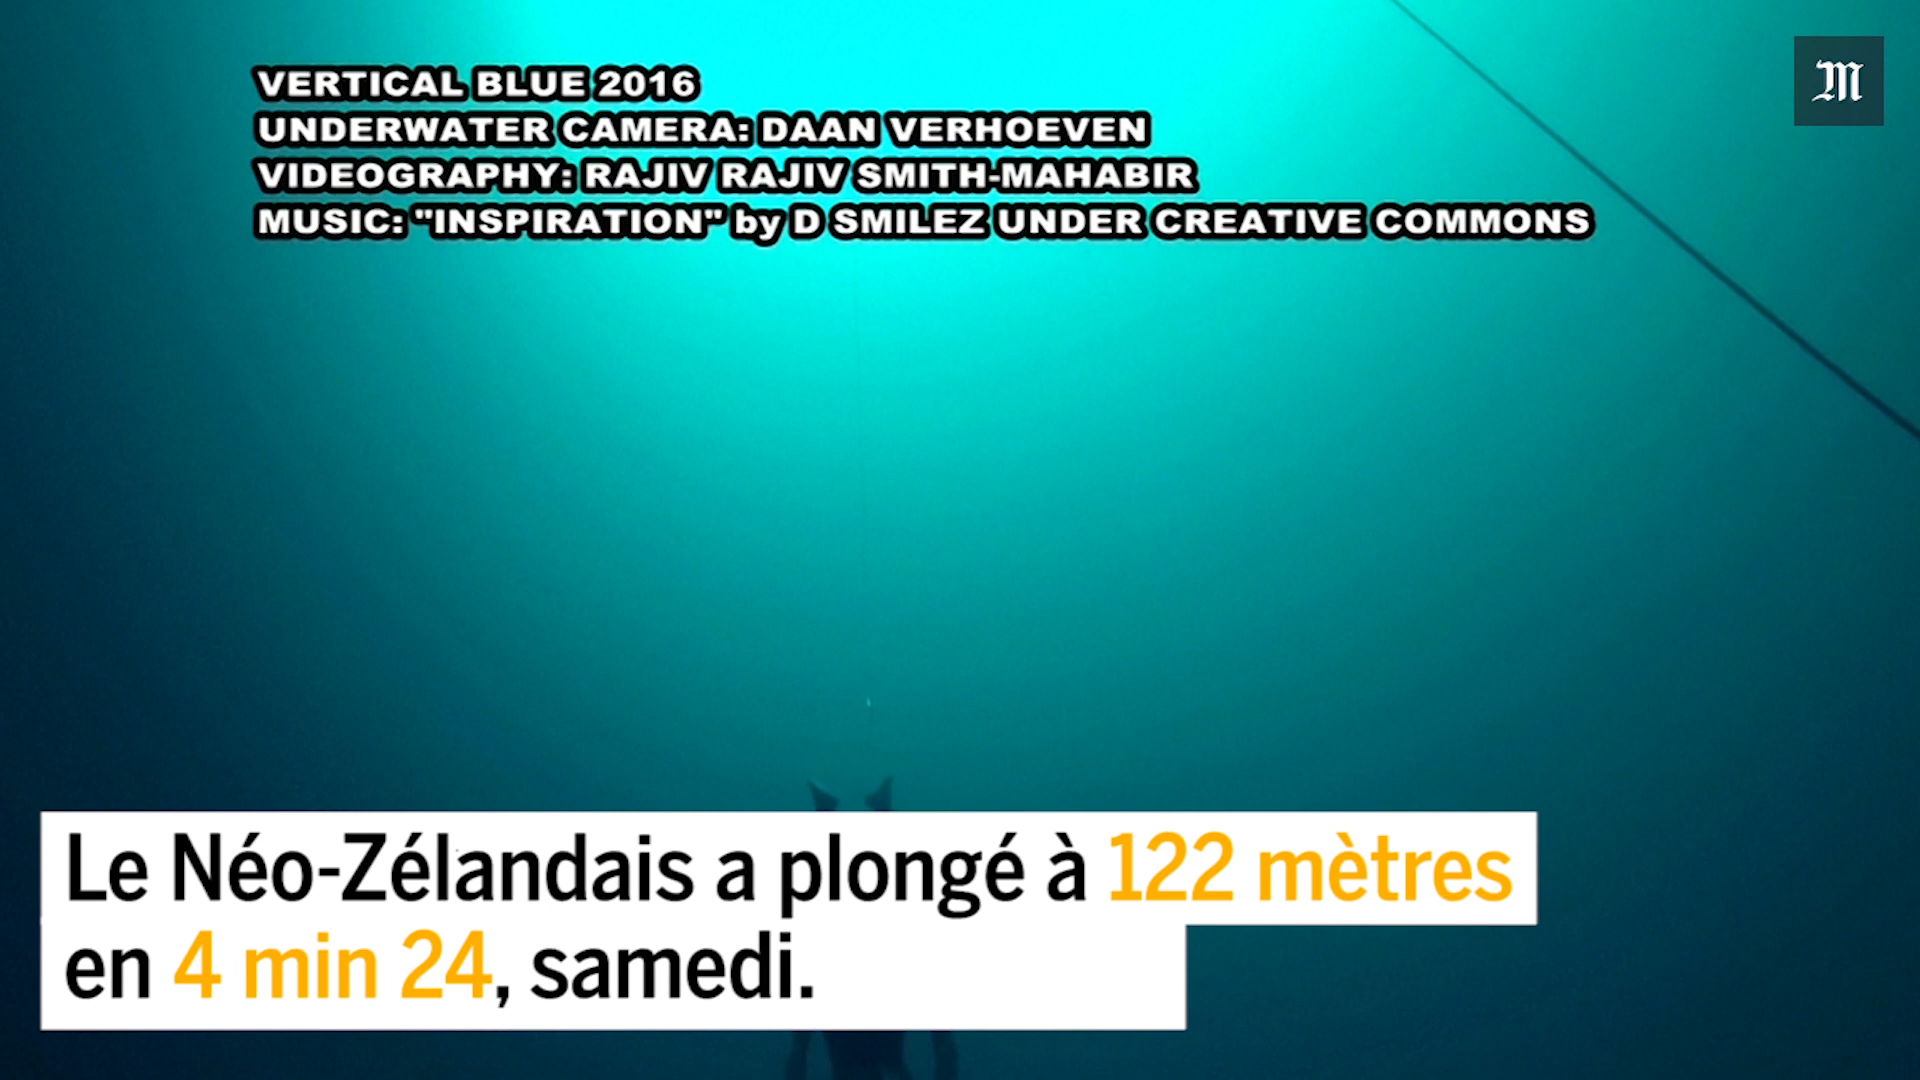 VERTICAL BLUE 2016
UNDERWATER CAMERA: DAAN VERHOEVEN
VIDEOGRAPHY: RAJIV RAJIV SMITH-MAHABIR
MUSIC: "INSPIRATION" by D SMILEZ UNDER CREATIVE COMMONS
M
Le Néo-Zélandais a plongé à 122 mètres
en 4 min 24, samedi.